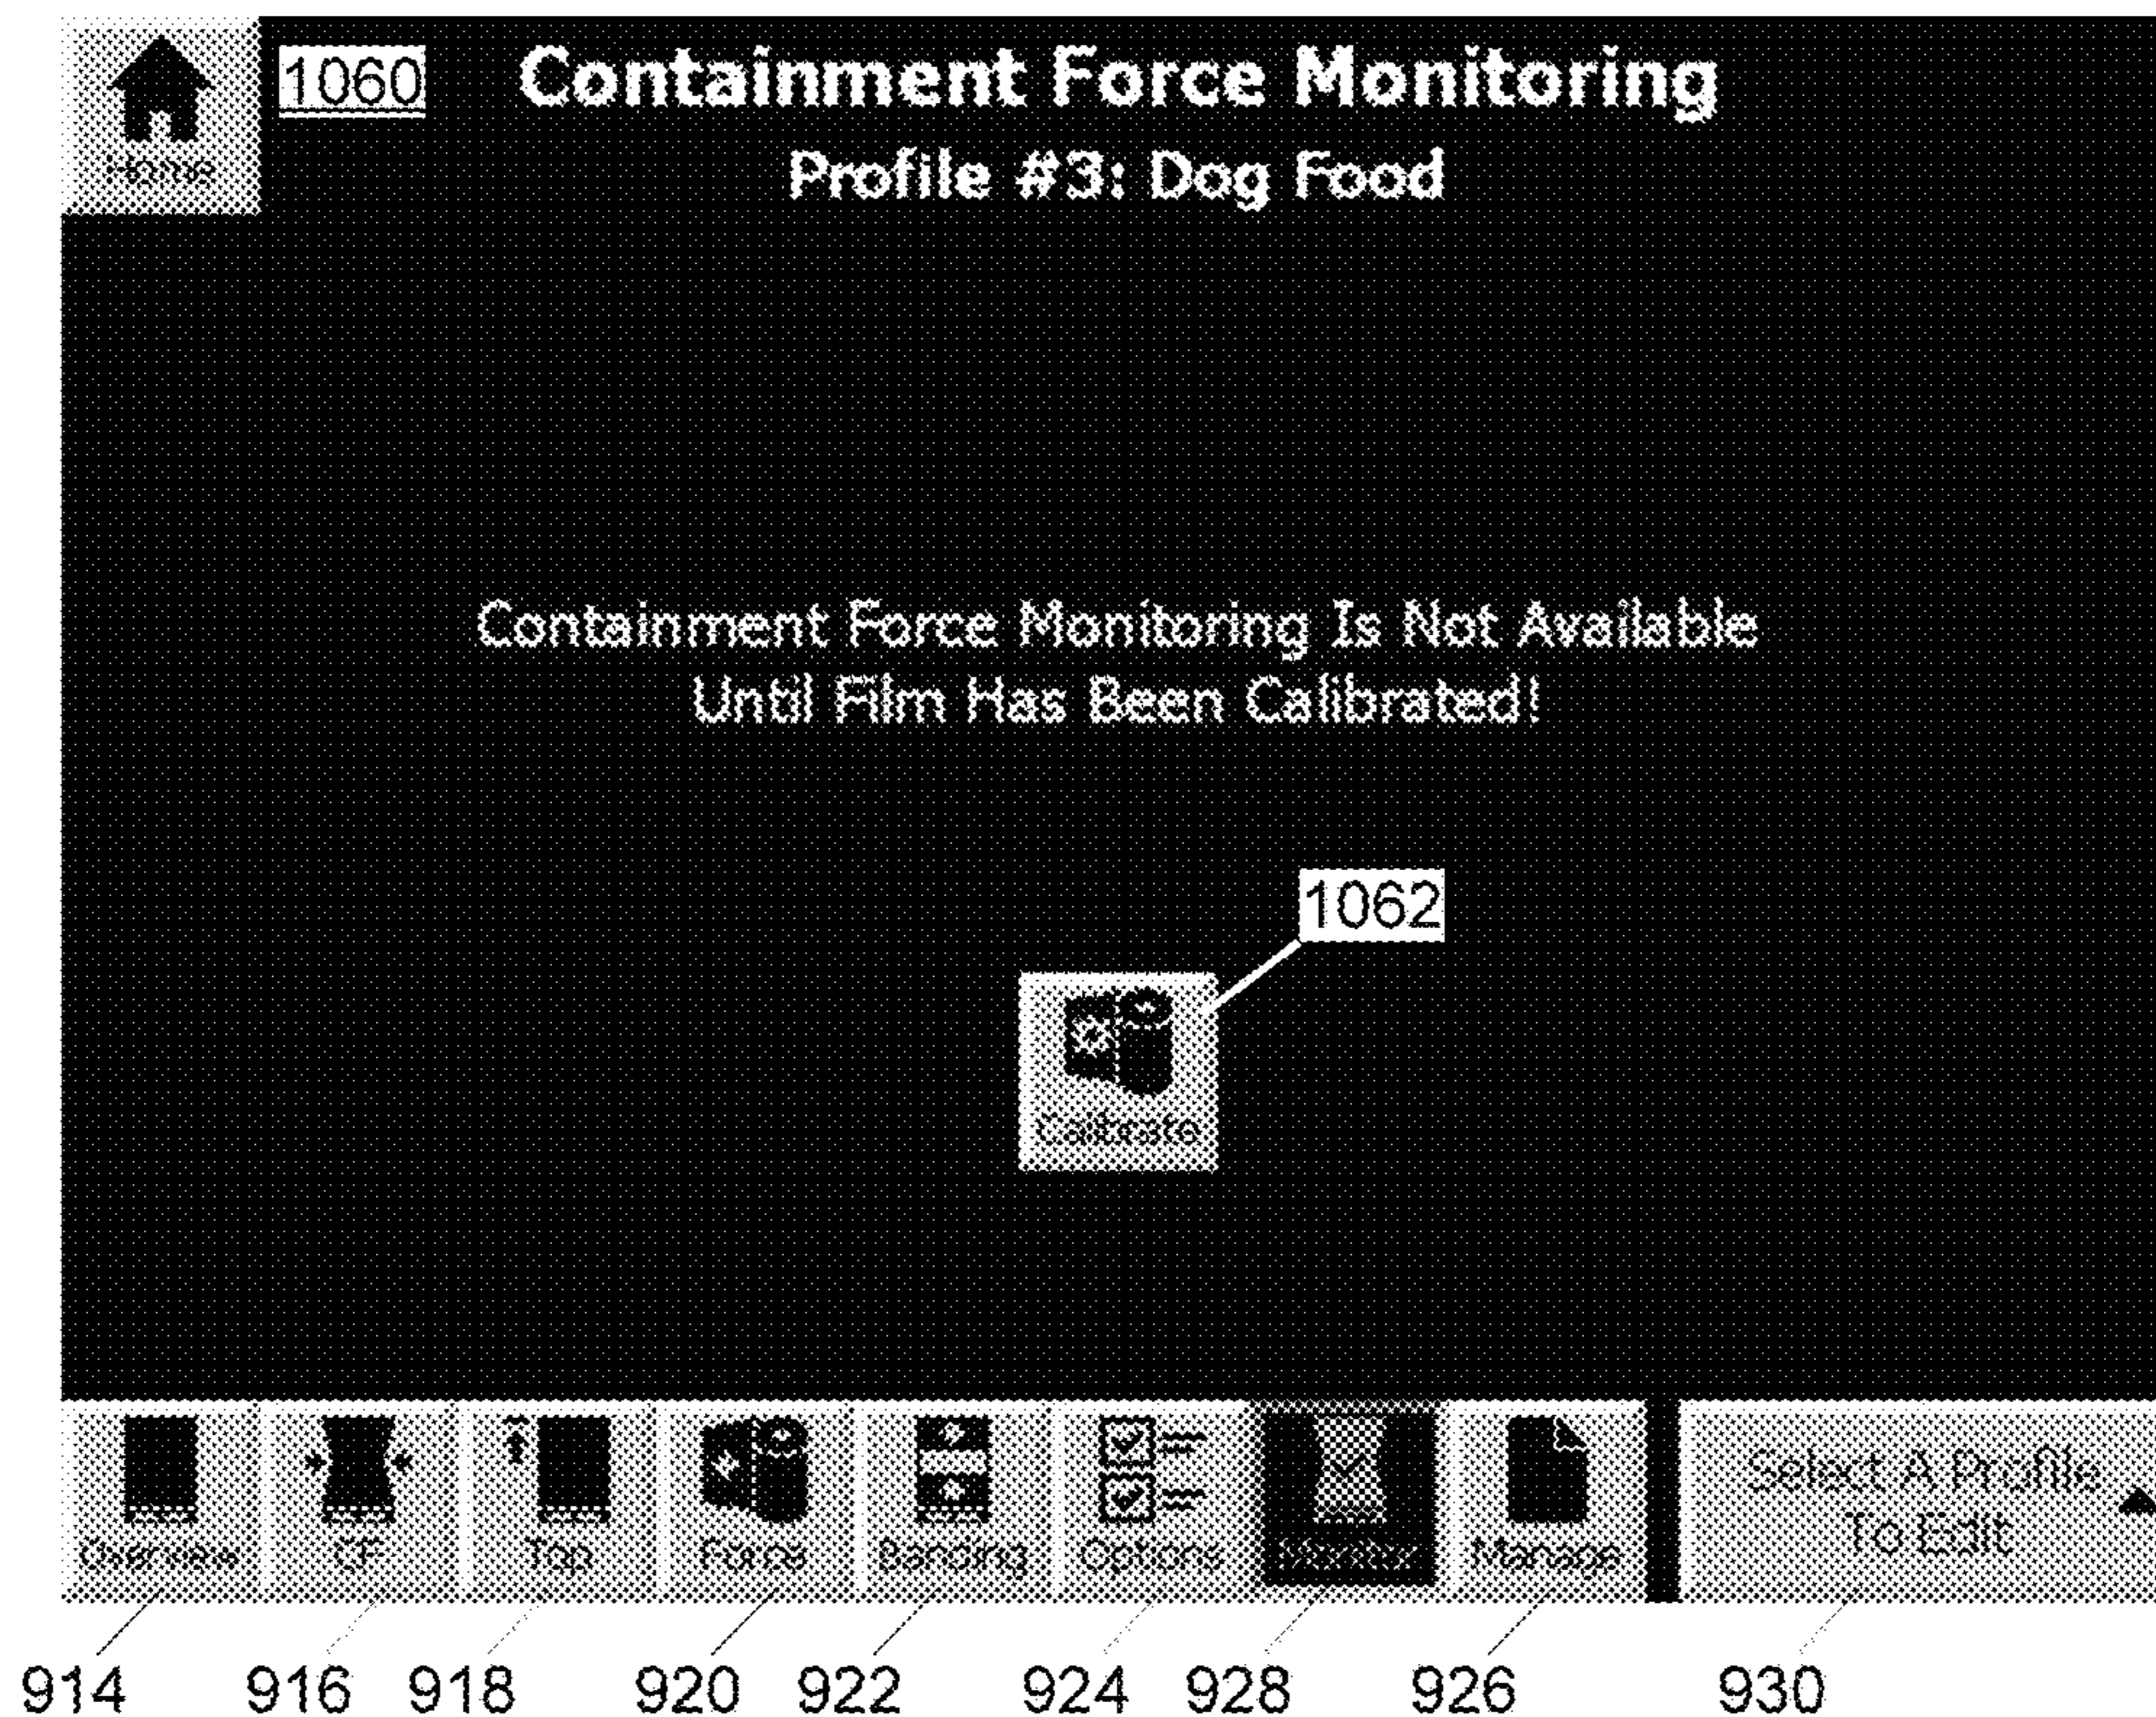 Home
1060
Containment Force Monitoring
Profile #3: Dog Food
Containment Force Monitoring Is Not Available
Until Film Has Been Calibrated!
1062
Calibrate
Overview CF Top Force Banding Options Monitor Manage
Select A Profile
To Edit
914 916 918 920 922 924 928 926 930